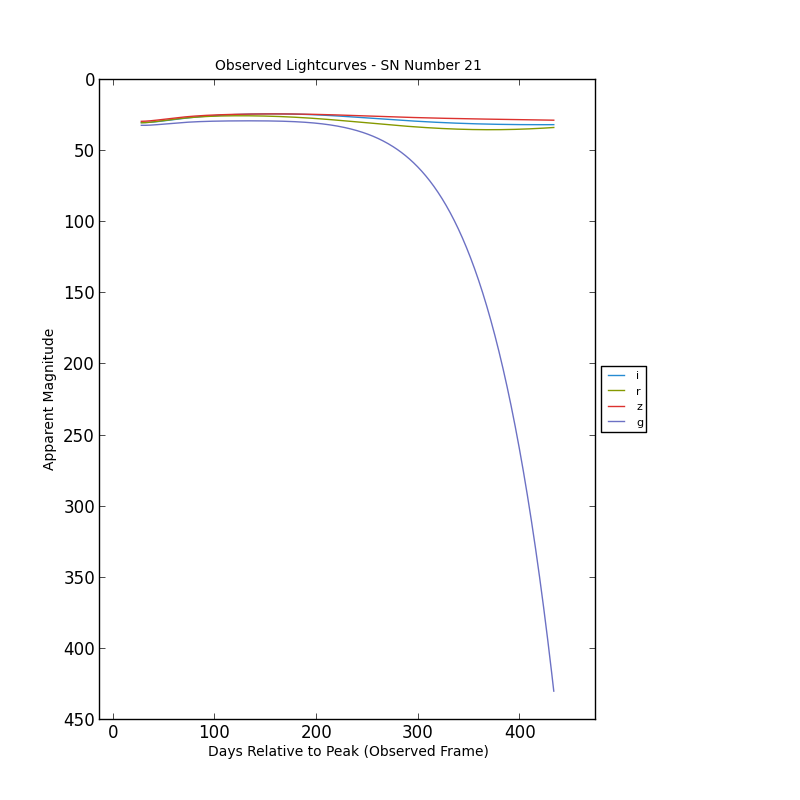 Observed Lightcurves - SN Number 21
0
50
100
150
200
250
300
350
400
450
Apparent Magnitude
0 100 200 300 400
Days Relative to Peak (Observed Frame)
i
r
z
g